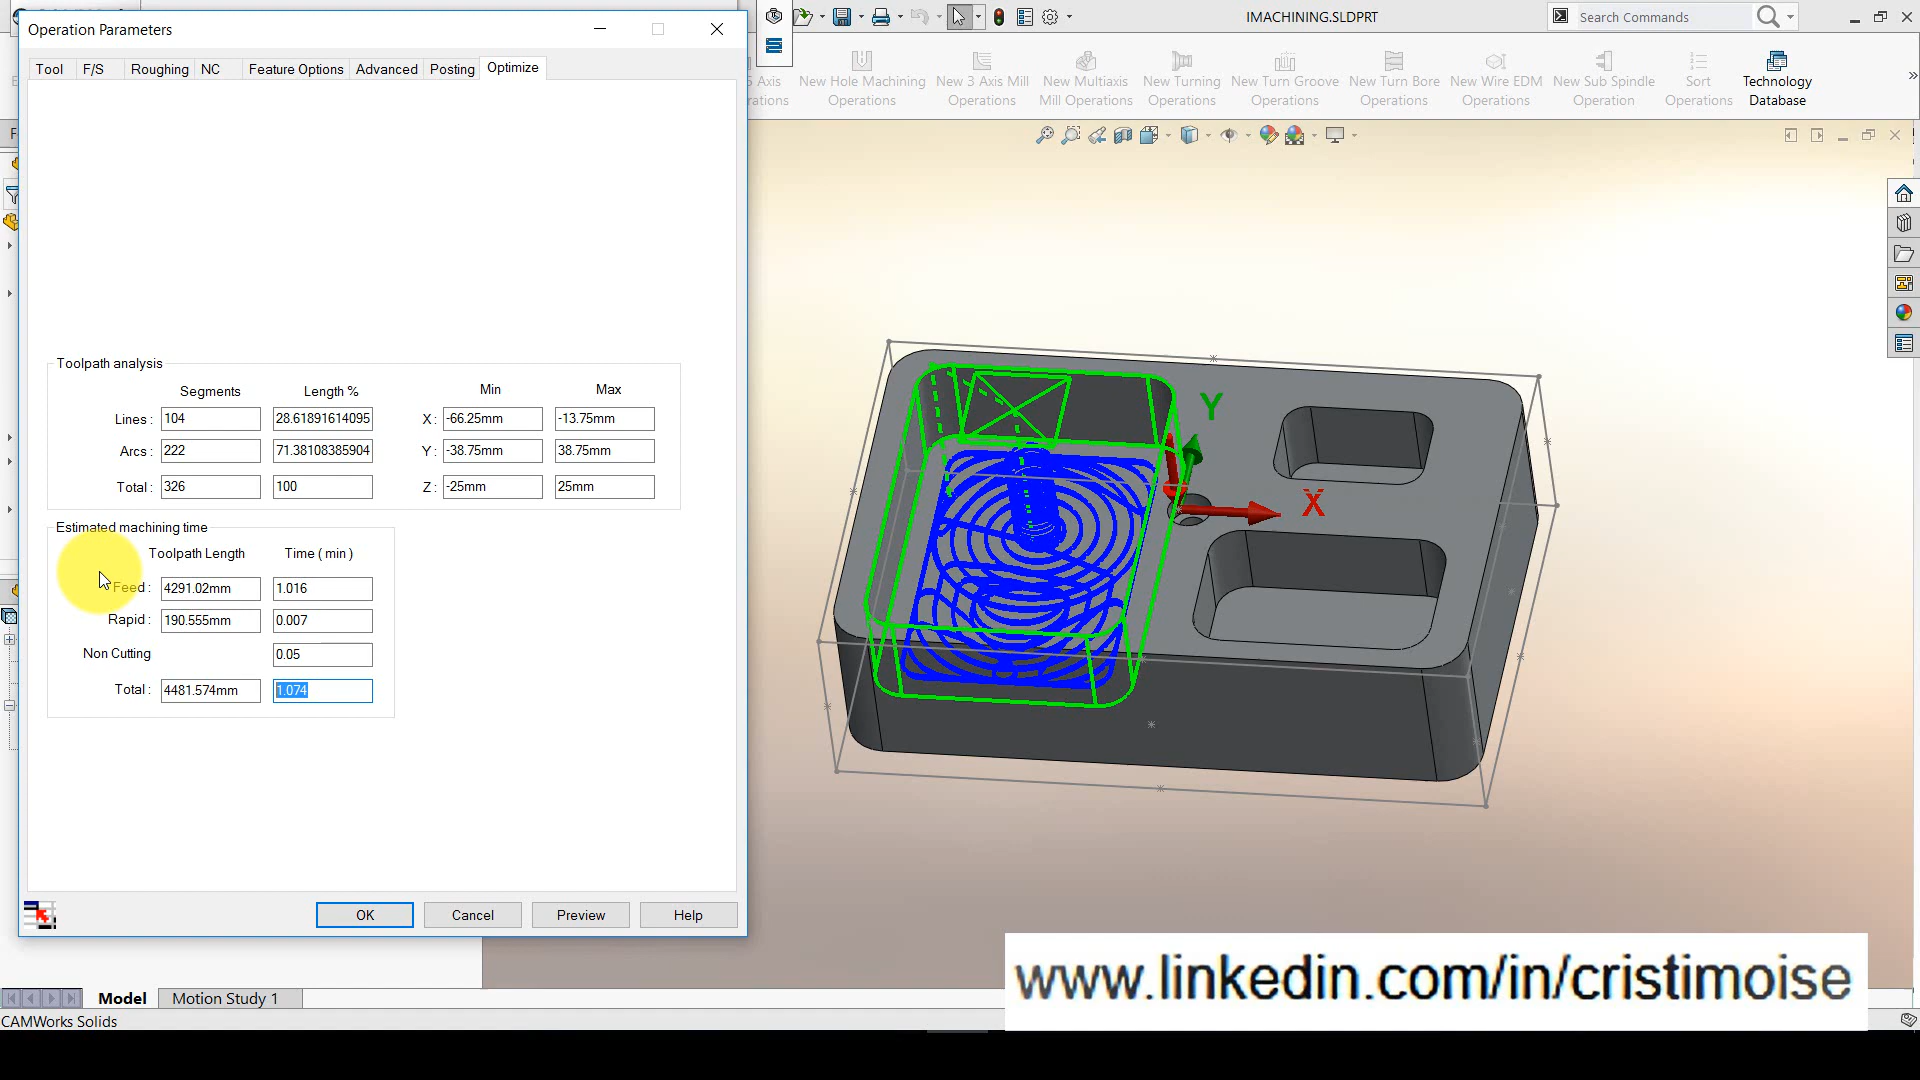 Operation Parameters
IMACHINING.SLDPRT
Search Commands
Tool F/S Roughing NC Feature Options Advanced Posting Optimize
5 Axis
rations
New Hole Machining
Operations
New 3 Axis Mill
Operations
New Multiaxis
Mill Operations
New Turning
Operations
New Turn Groove
Operations
New Turn Bore
Operations
New Wire EDM
Operations
New Sub Spindle
Operation
Sort
Operations
Technology
Database
Toolpath analysis
Segments Length % Min Max
Lines : 104 28.61891614095 X : -66.25mm -13.75mm
Arcs : 222 71.38108385904 Y : -38.75mm 38.75mm
Total : 326 100 Z : -25mm 25mm
Estimated machining time
Toolpath Length Time ( min )
Feed : 4291.02mm 1.016
Rapid : 190.555mm 0.007
Non Cutting 0.05
Total : 4481.574mm 1.074
Y
X
OK Cancel Preview Help
www.linkedin.com/in/cristimoise
Model Motion Study 1
CAMWorks Solids